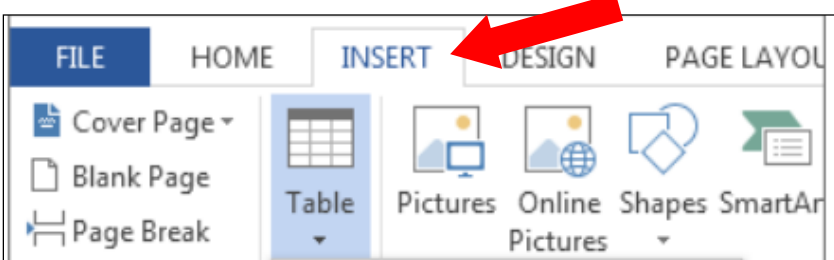 FILE HOME INSERT DESIGN PAGE LAYOU
Cover Page
Blank Page
Page Break
Table
Pictures
Online
Pictures
Shapes
SmartAr